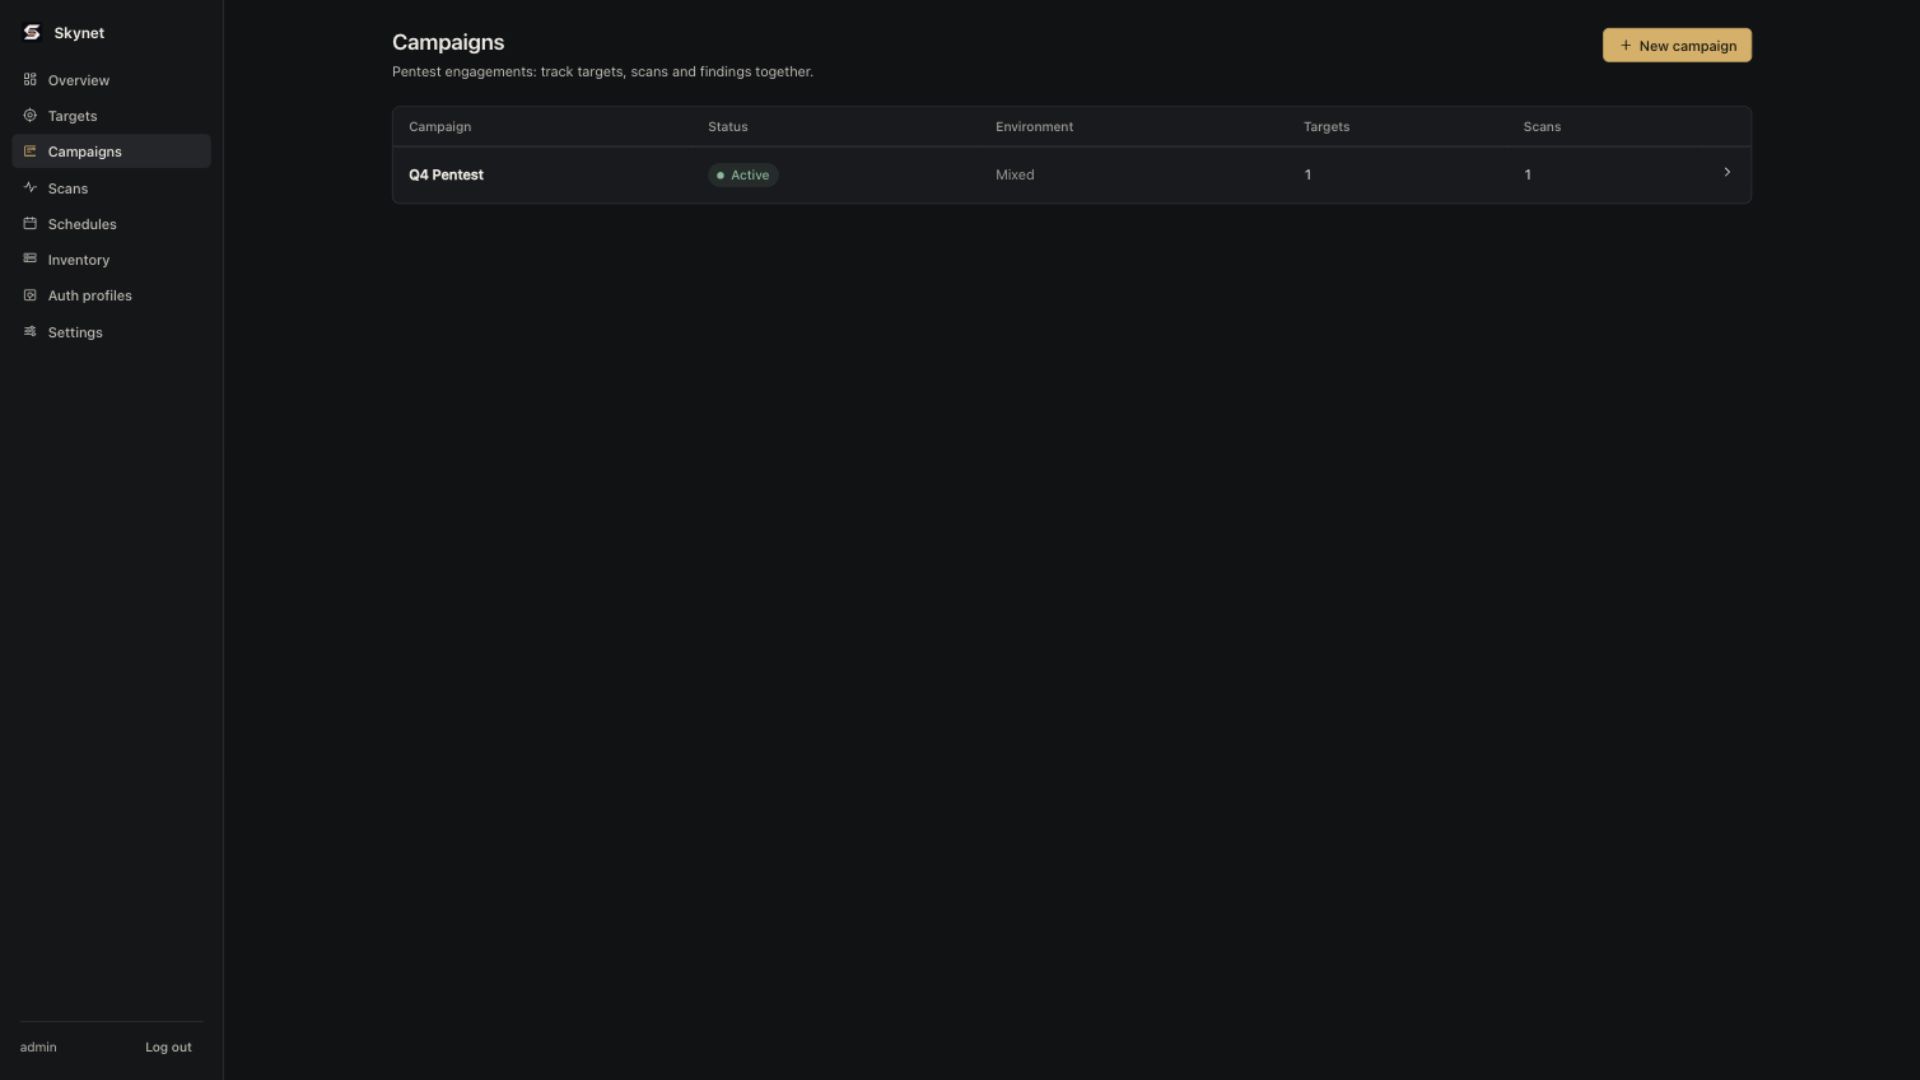 Skynet
Overview
Targets
Campaigns
Scans
Schedules
Inventory
Auth profiles
Settings
admin
Log out
Campaigns
Pentest engagements: track targets, scans and findings together.
+ New campaign
Campaign Status Environment Targets Scans
Q4 Pentest Active Mixed 1 1